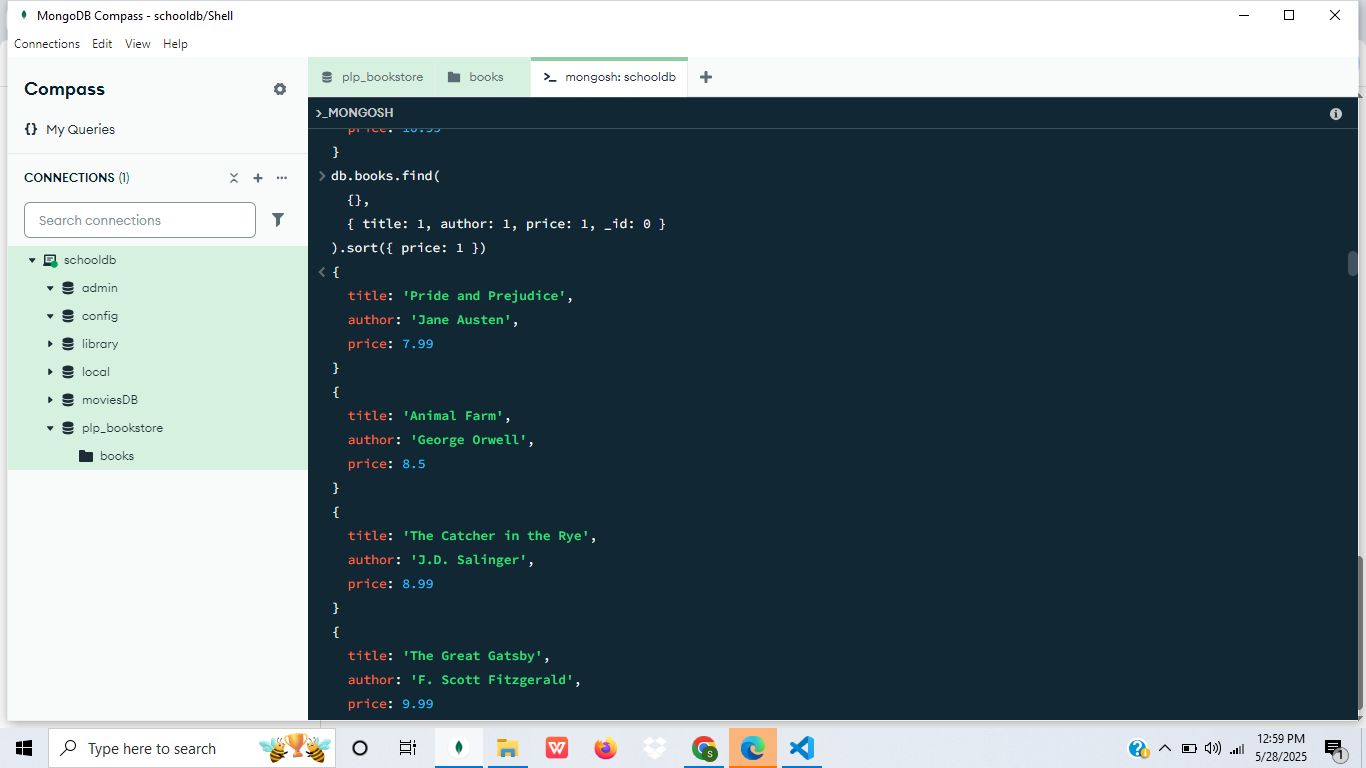 MongoDB Compass - schooldb/Shell
Connections Edit View Help
Compass
{} My Queries
CONNECTIONS (1)
Search connections
schooldb
admin
config
library
local
moviesDB
plp_bookstore
books
plp_bookstore books >_ mongosh: schooldb +
>_MONGOSH
price: 10.99
}
> db.books.find(
{},
{ title: 1, author: 1, price: 1, _id: 0 }
).sort({ price: 1 })
< {
title: 'Pride and Prejudice',
author: 'Jane Austen',
price: 7.99
}
{
title: 'Animal Farm',
author: 'George Orwell',
price: 8.5
}
{
title: 'The Catcher in the Rye',
author: 'J.D. Salinger',
price: 8.99
}
{
title: 'The Great Gatsby',
author: 'F. Scott Fitzgerald',
price: 9.99
Type here to search
12:59 PM
5/28/2025
1